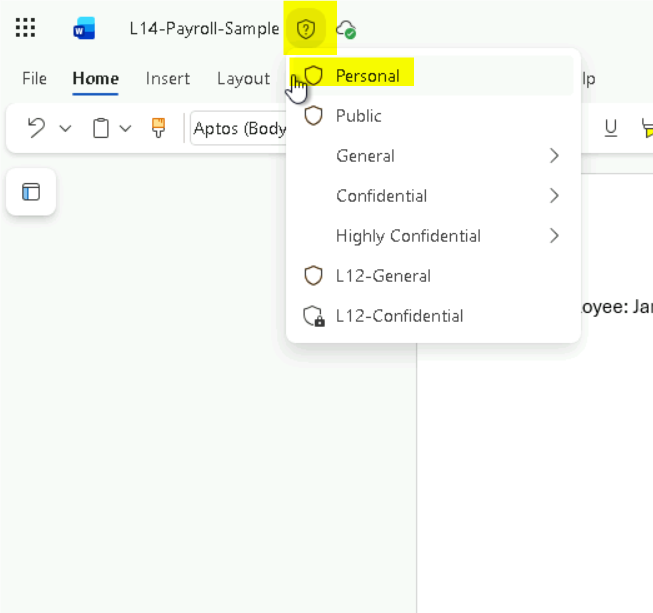 L14-Payroll-Sample
File Home Insert Layout lp
Personal
Aptos (Body U
Public
General
Confidential
Highly Confidential
L12-General
oyee: Jar
L12-Confidential